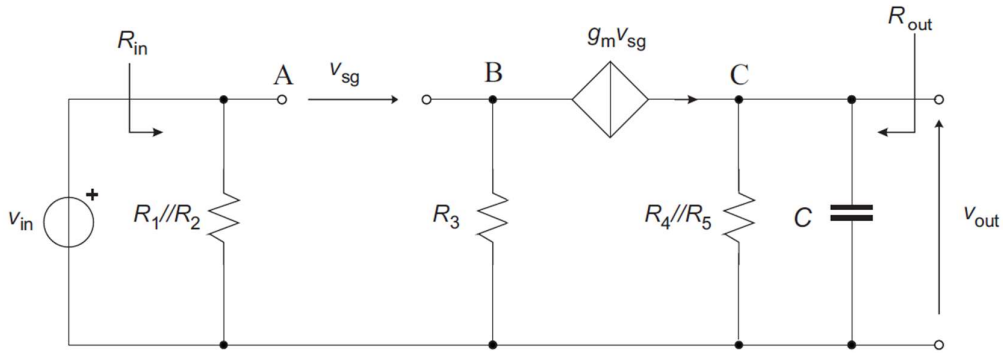 R_in
A
v_sg
B
g_m v_sg
C
R_out
v_in
+
R_1//R_2
R_3
R_4//R_5
C
v_out